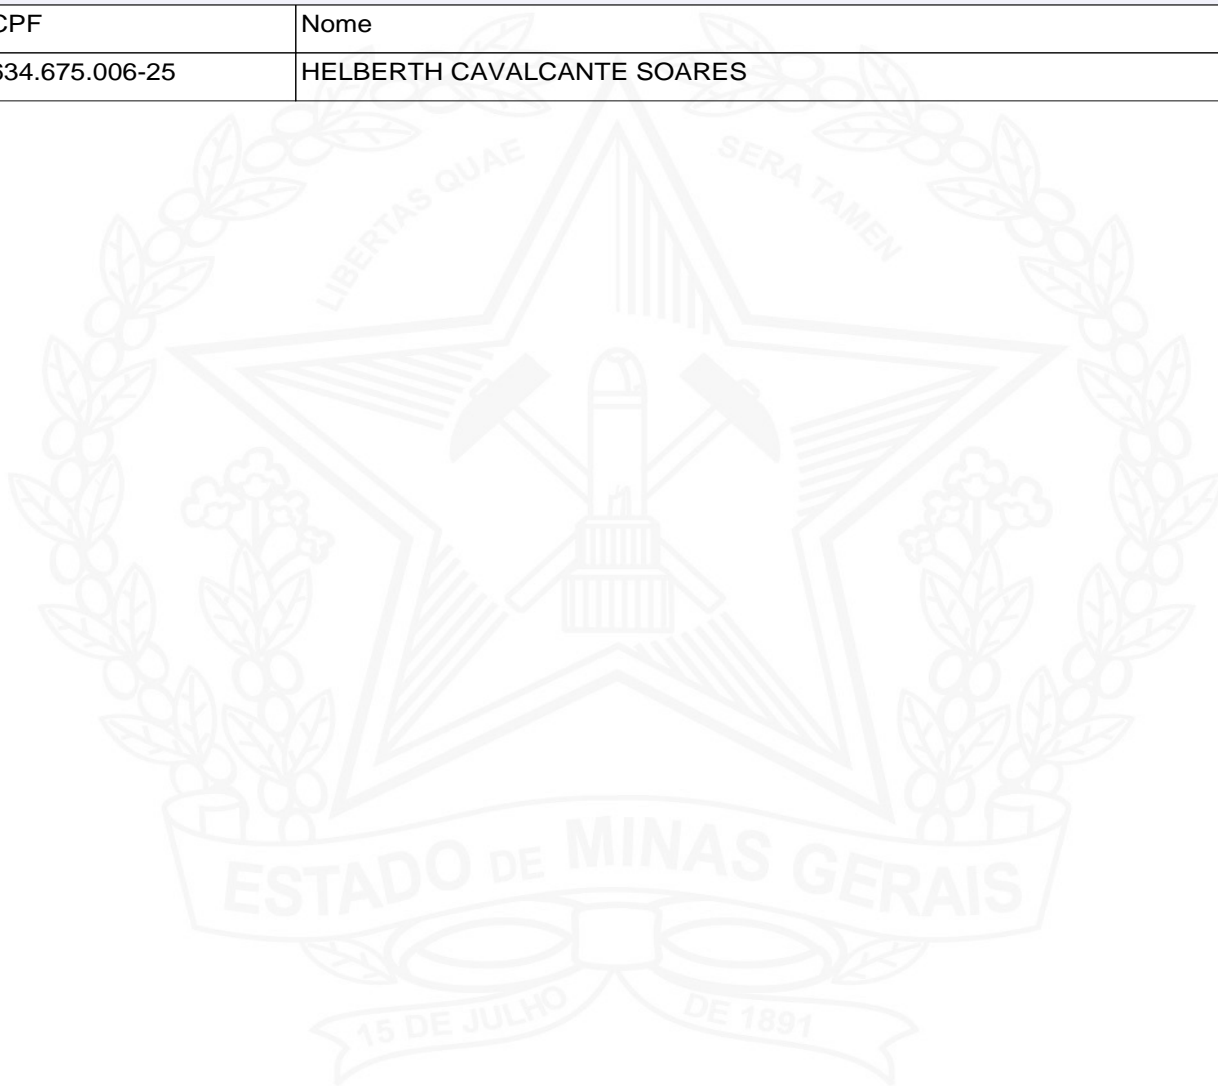 CPF Nome
634.675.006-25 HELBERTH CAVALCANTE SOARES
LIBERTAS QUAE SERA TAMEN
ESTADO DE MINAS GERAIS
15 DE JULHO DE 1891